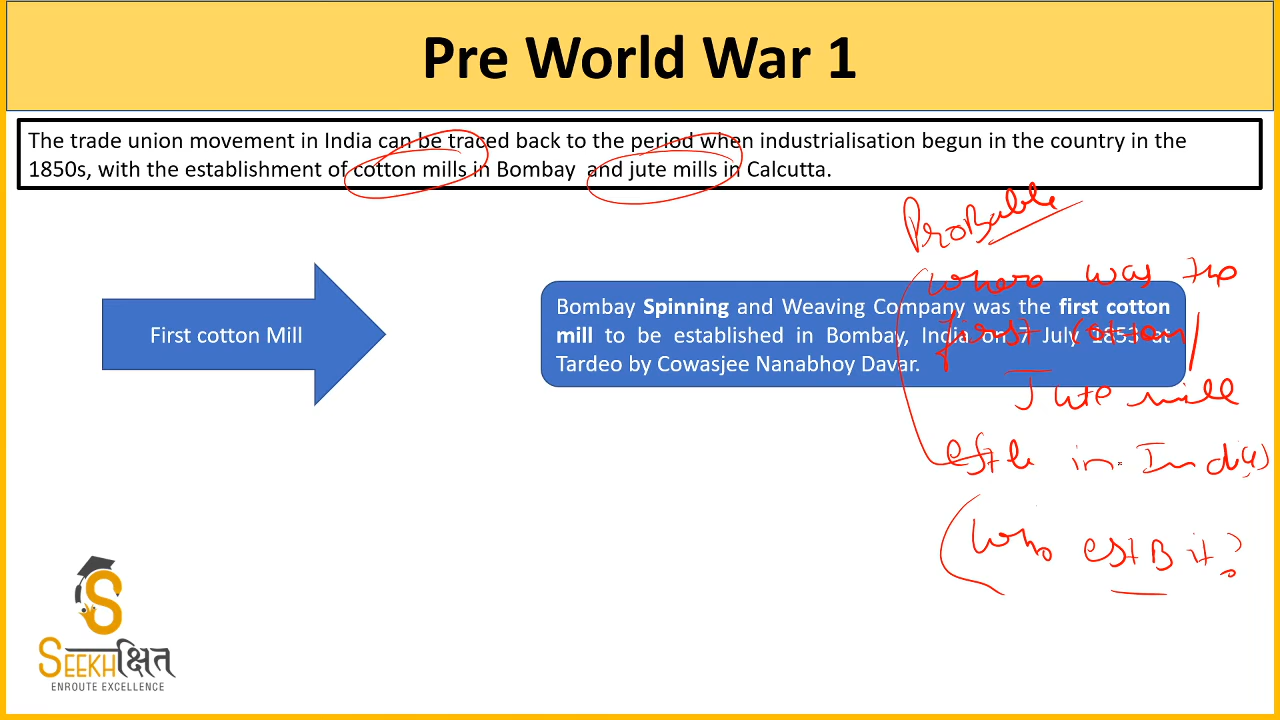 Pre World War 1
The trade union movement in India can be traced back to the period when industrialisation begun in the country in the
1850s, with the establishment of cotton mills in Bombay and jute mills in Calcutta.
First cotton Mill
Bombay Spinning and Weaving Company was the first cotton
mill to be established in Bombay, India on 7 July 1853 at
Tardeo by Cowasjee Nanabhoy Davar.
ProBable
where was the
first cotton/
Jute mill
estb in India)
(who estB it?
SEEKHक्षित
ENROUTE EXCELLENCE